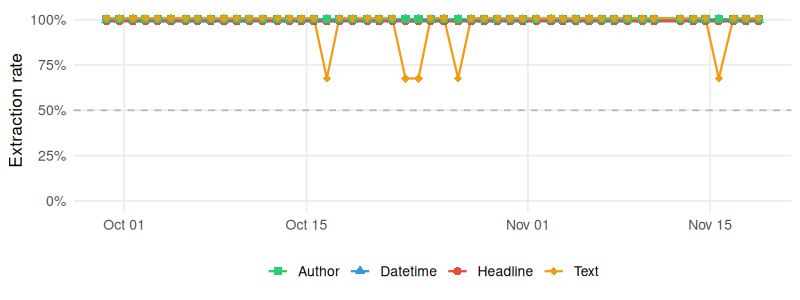 100%
75%
50%
25%
0%
Extraction rate
Oct 01 Oct 15 Nov 01 Nov 15
Author Datetime Headline Text